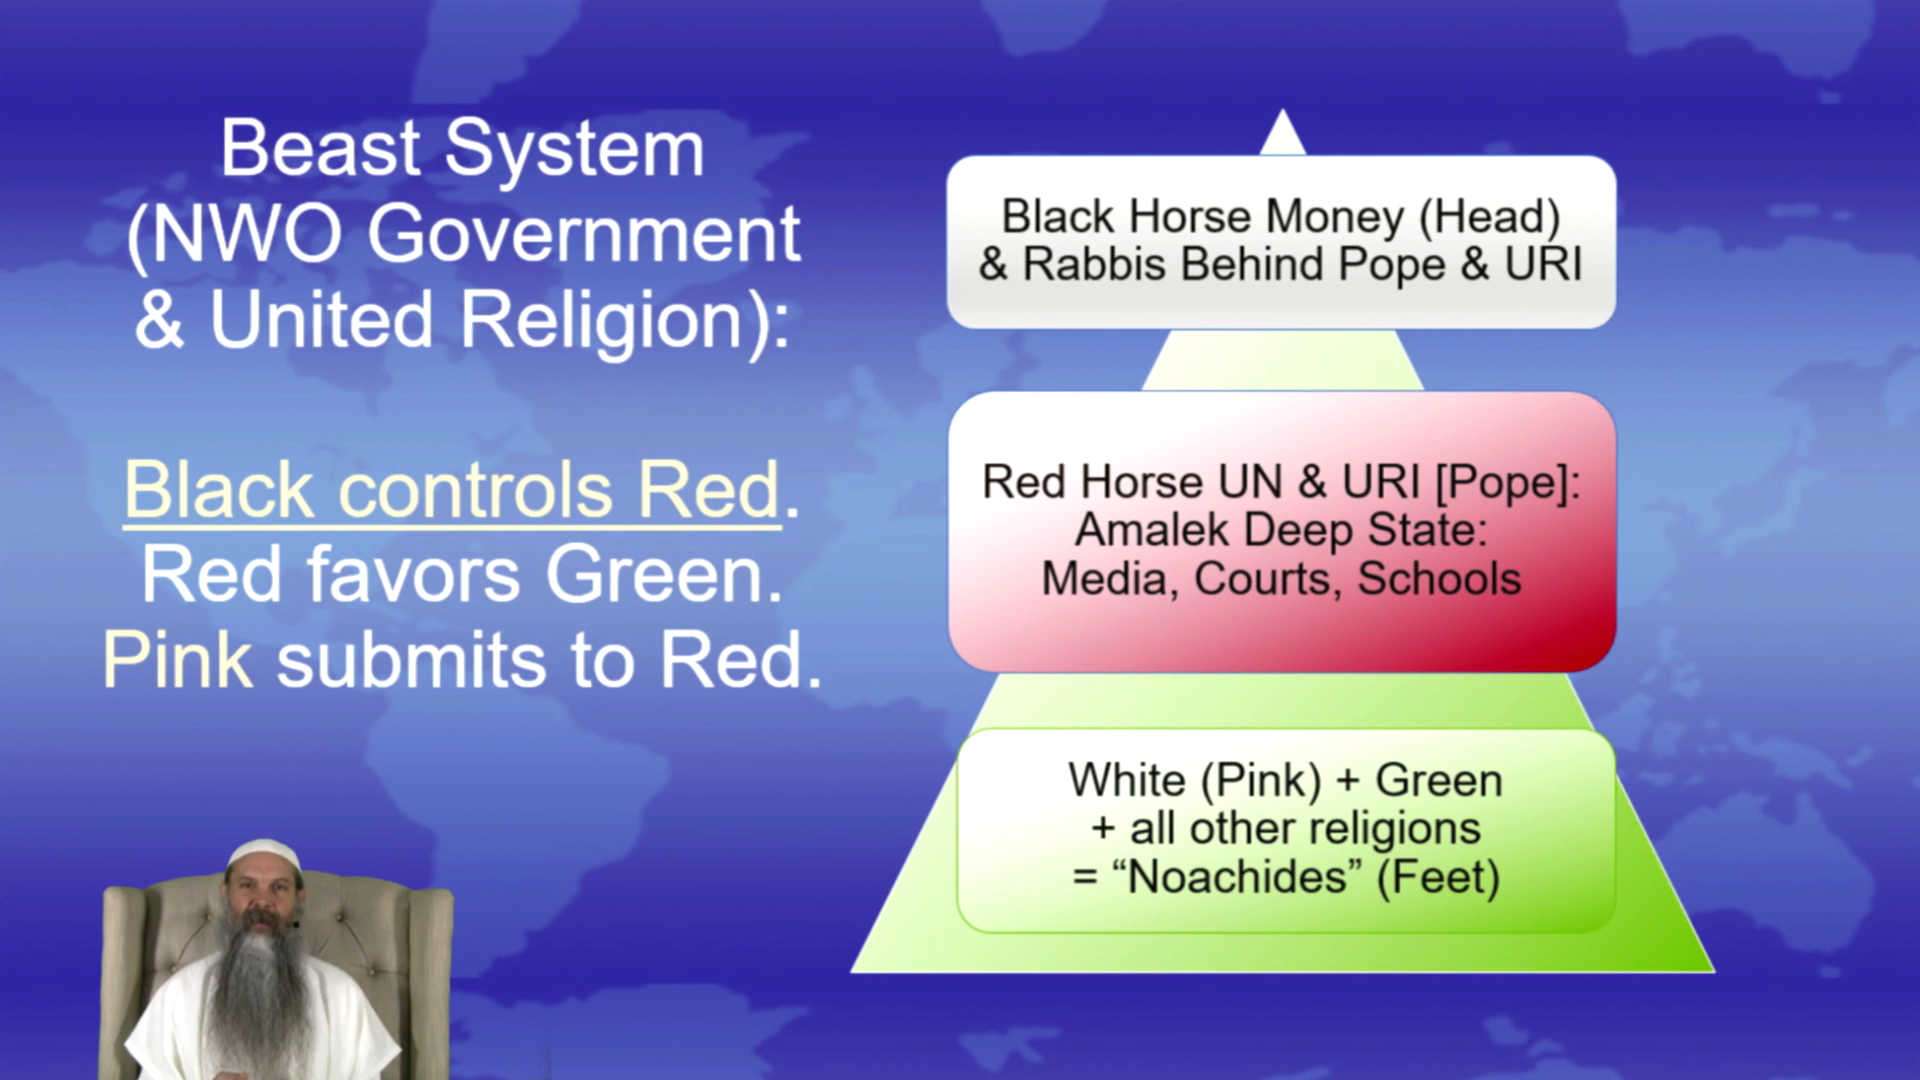 Beast System
(NWO Government
& United Religion):
Black controls Red.
Red favors Green.
Pink submits to Red.
Black Horse Money (Head)
& Rabbis Behind Pope & URI
Red Horse UN & URI [Pope]:
Amalek Deep State:
Media, Courts, Schools
White (Pink) + Green
+ all other religions
= “Noachides” (Feet)